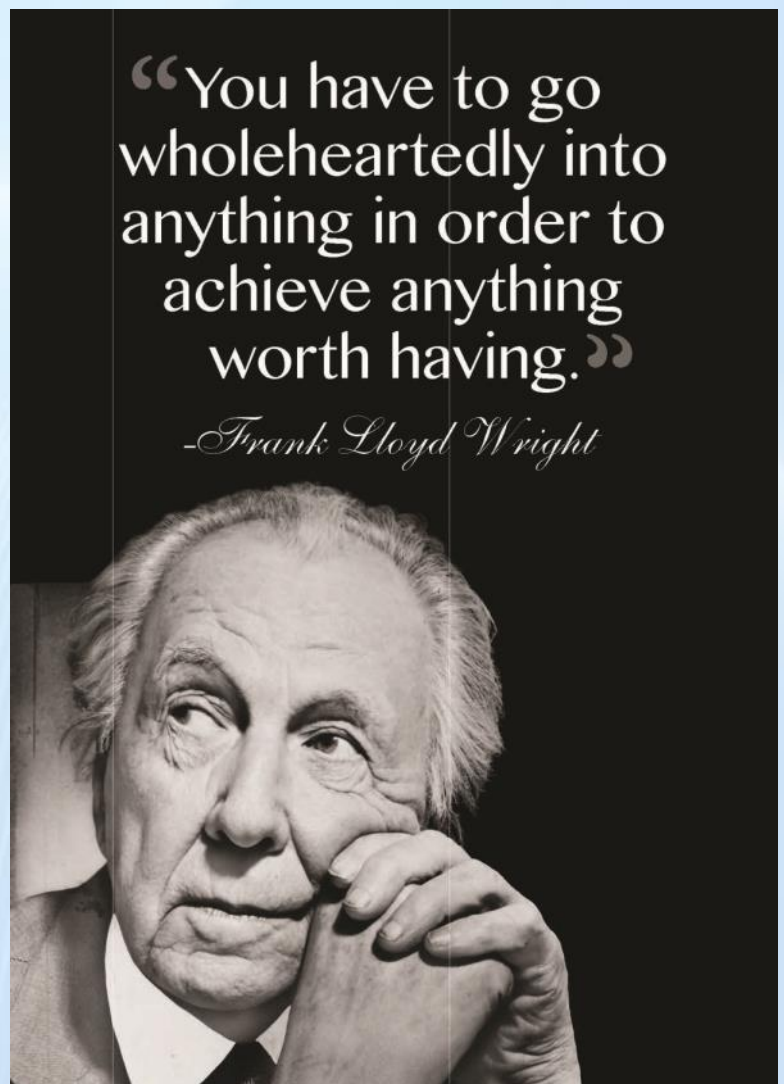 “You have to go
wholeheartedly into
anything in order to
achieve anything
worth having.”
-Frank Lloyd Wright